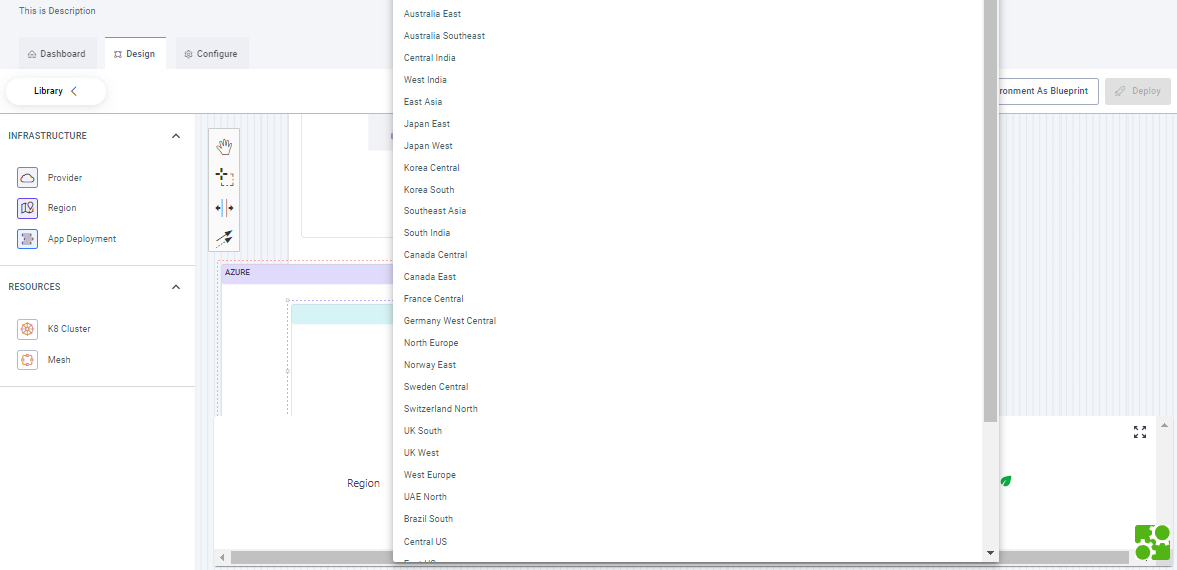 This is Description
Dashboard
Design
Configure
Library
ronment As Blueprint
Deploy
INFRASTRUCTURE
Provider
Region
App Deployment
RESOURCES
K8 Cluster
Mesh
AZURE
Region
Australia East
Australia Southeast
Central India
West India
East Asia
Japan East
Japan West
Korea Central
Korea South
Southeast Asia
South India
Canada Central
Canada East
France Central
Germany West Central
North Europe
Norway East
Sweden Central
Switzerland North
UK South
UK West
West Europe
UAE North
Brazil South
Central US
East US